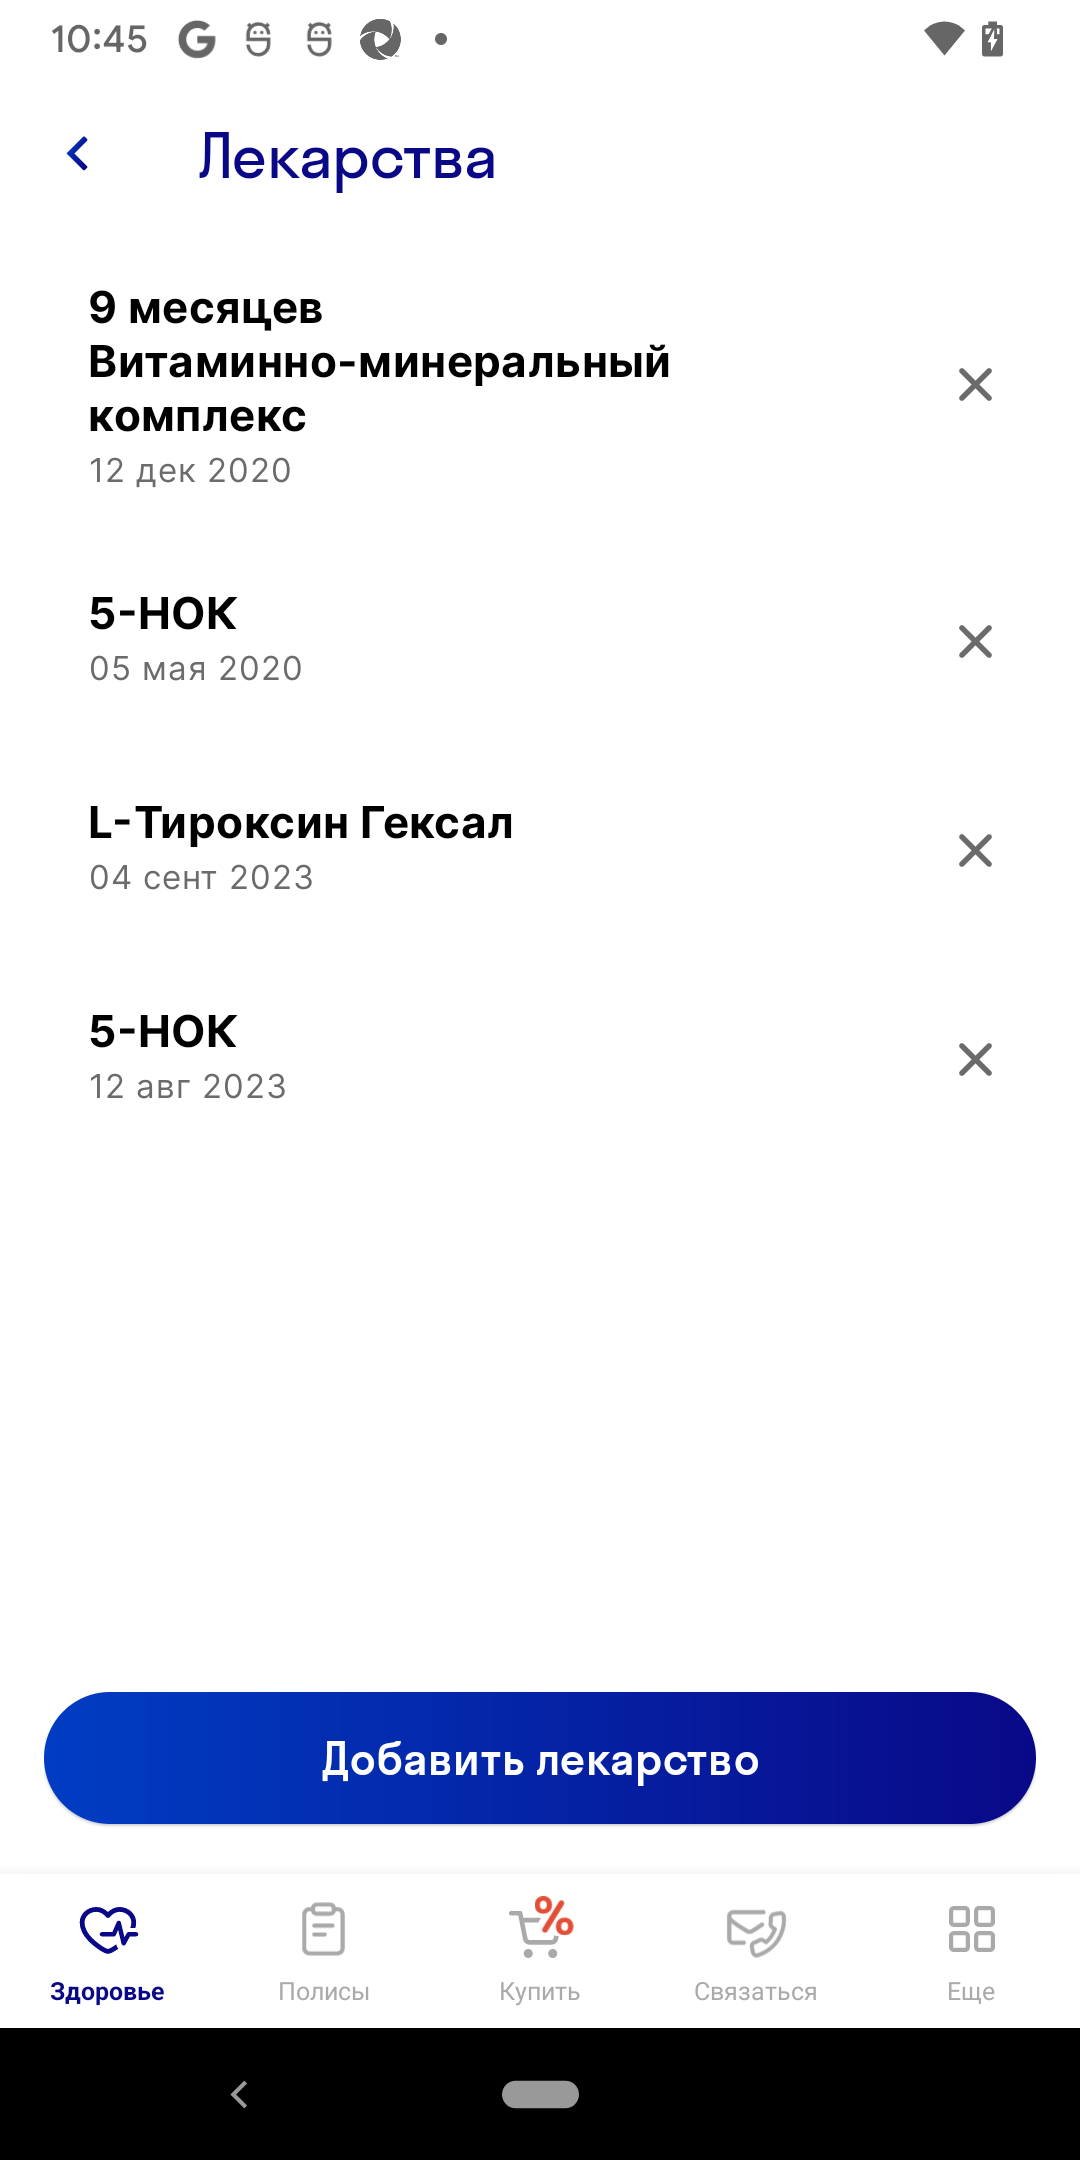 10:45
Лекарства
9 месяцев
Витаминно-минеральный
комплекс
12 дек 2020
5-НОК
05 мая 2020
L-Тироксин Гексал
04 сент 2023
5-НОК
12 авг 2023
Добавить лекарство
Здоровье
Полисы
Купить
Связаться
Еще